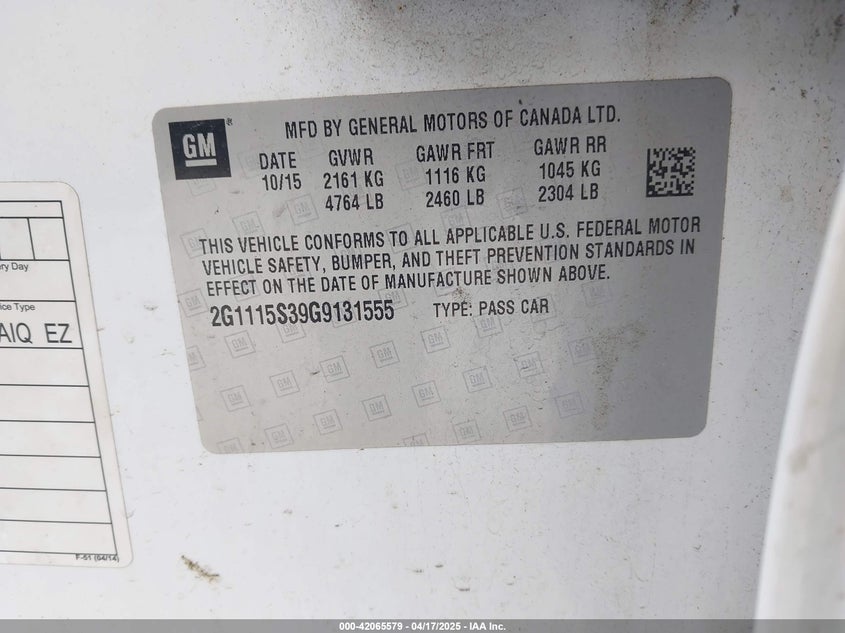 GM
®
MFD BY GENERAL MOTORS OF CANADA LTD.
DATE GVWR GAWR FRT GAWR RR
10/15 2161 KG 1116 KG 1045 KG
4764 LB 2460 LB 2304 LB
THIS VEHICLE CONFORMS TO ALL APPLICABLE U.S. FEDERAL MOTOR
VEHICLE SAFETY, BUMPER, AND THEFT PREVENTION STANDARDS IN
EFFECT ON THE DATE OF MANUFACTURE SHOWN ABOVE.
2G1115S39G9131555 TYPE: PASS CAR
ry Day
ice Type
AIQ EZ
F-51 (04/14)
000-42065579 - 04/17/2025 - IAA Inc.